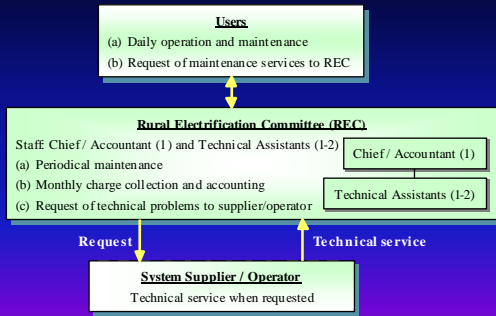 Users
(a) Daily operation and maintenance
(b) Request of maintenance services to REC
Rural Electrification Committee (REC)
Staff: Chief / Accountant (1) and Technical Assistants (1-2)
(a) Periodical maintenance
(b) Monthly charge collection and accounting
(c) Request of technical problems to supplier/operator
Chief / Accountant (1)
Technical Assistants (1-2)
Request
Technical service
System Supplier / Operator
Technical service when requested